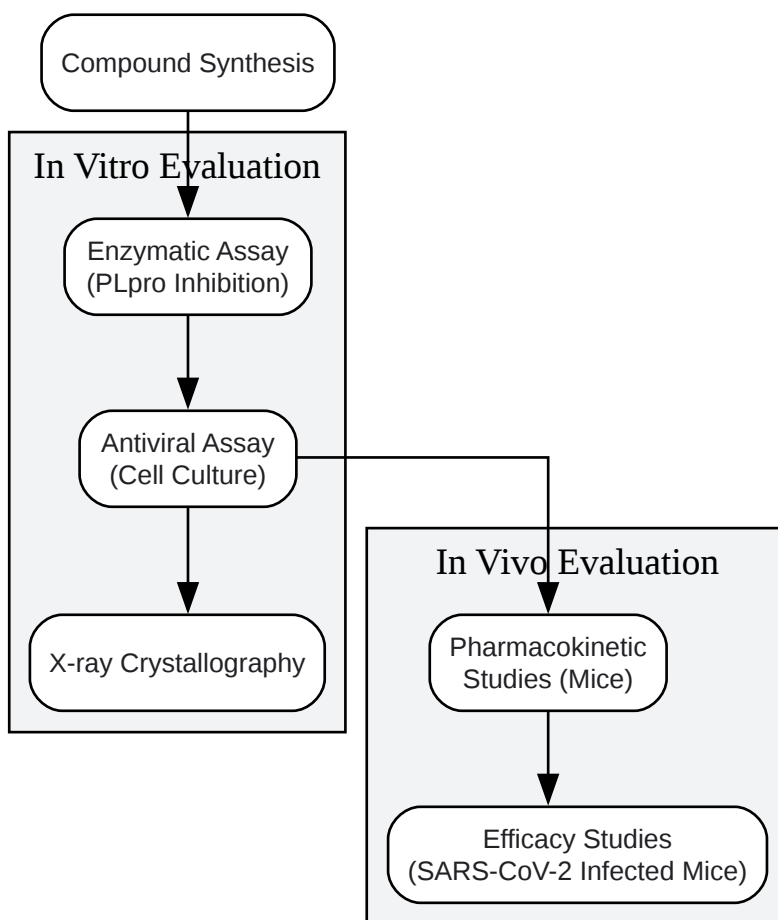 Compound Synthesis
In Vitro Evaluation
Enzymatic Assay
(PLpro Inhibition)
Antiviral Assay
(Cell Culture)
X-ray Crystallography
In Vivo Evaluation
Pharmacokinetic
Studies (Mice)
Efficacy Studies
(SARS-CoV-2 Infected Mice)